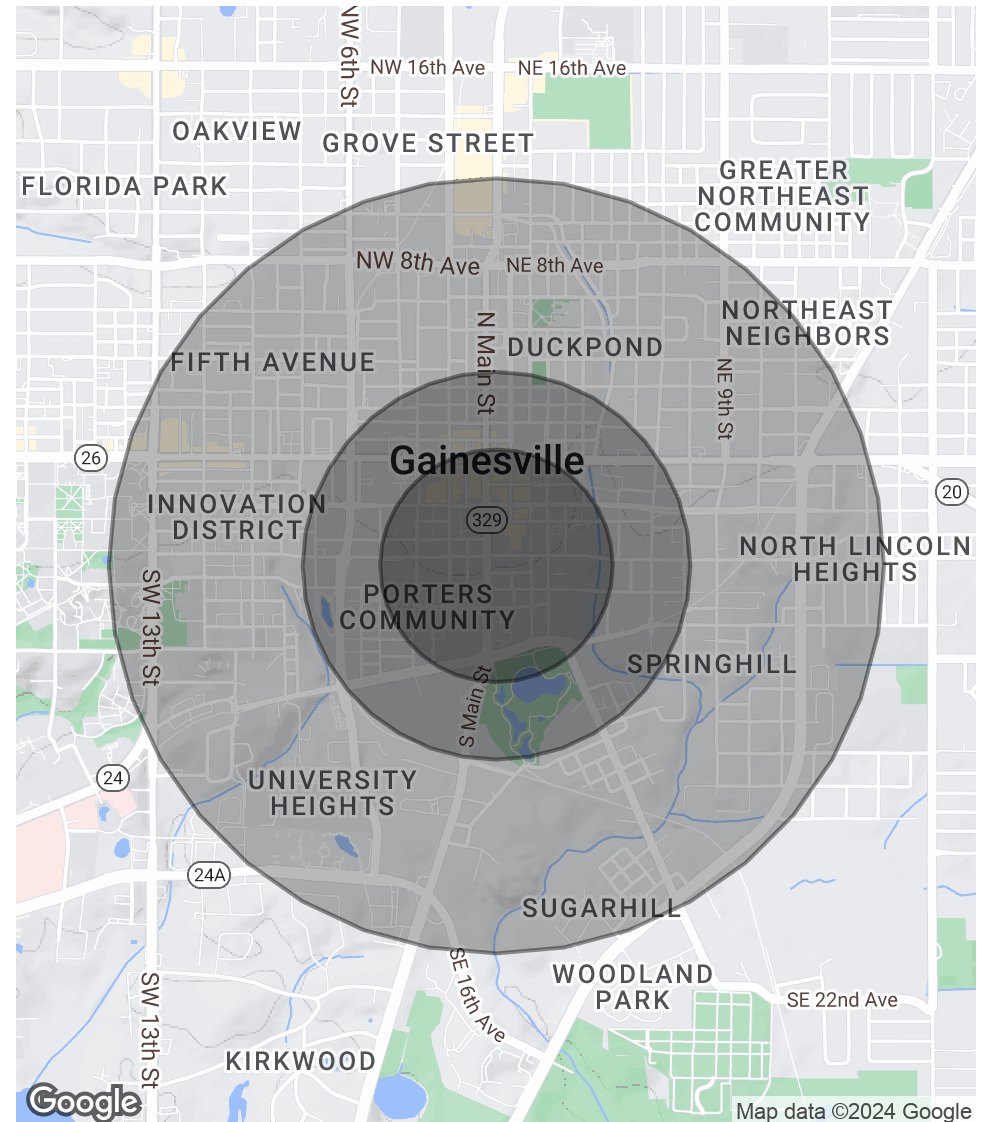 NW 6th St
NW 16th Ave
NE 16th Ave
OAKVIEW
GROVE STREET
FLORIDA PARK
GREATER
NORTHEAST
COMMUNITY
NW 8th Ave
NE 8th Ave
NORTHEAST
NEIGHBORS
N Main St
DUCKPOND
FIFTH AVENUE
NE 9th St
Gainesville
26
20
INNOVATION
DISTRICT
329
NORTH LINCOLN
HEIGHTS
SW 13th St
PORTERS
COMMUNITY
SPRINGHILL
S Main St
24
UNIVERSITY
HEIGHTS
24A
SUGARHILL
SE 16th Ave
WOODLAND
PARK
SE 22nd Ave
SW 13th St
KIRKWOOD
Google
Map data ©2024 Google